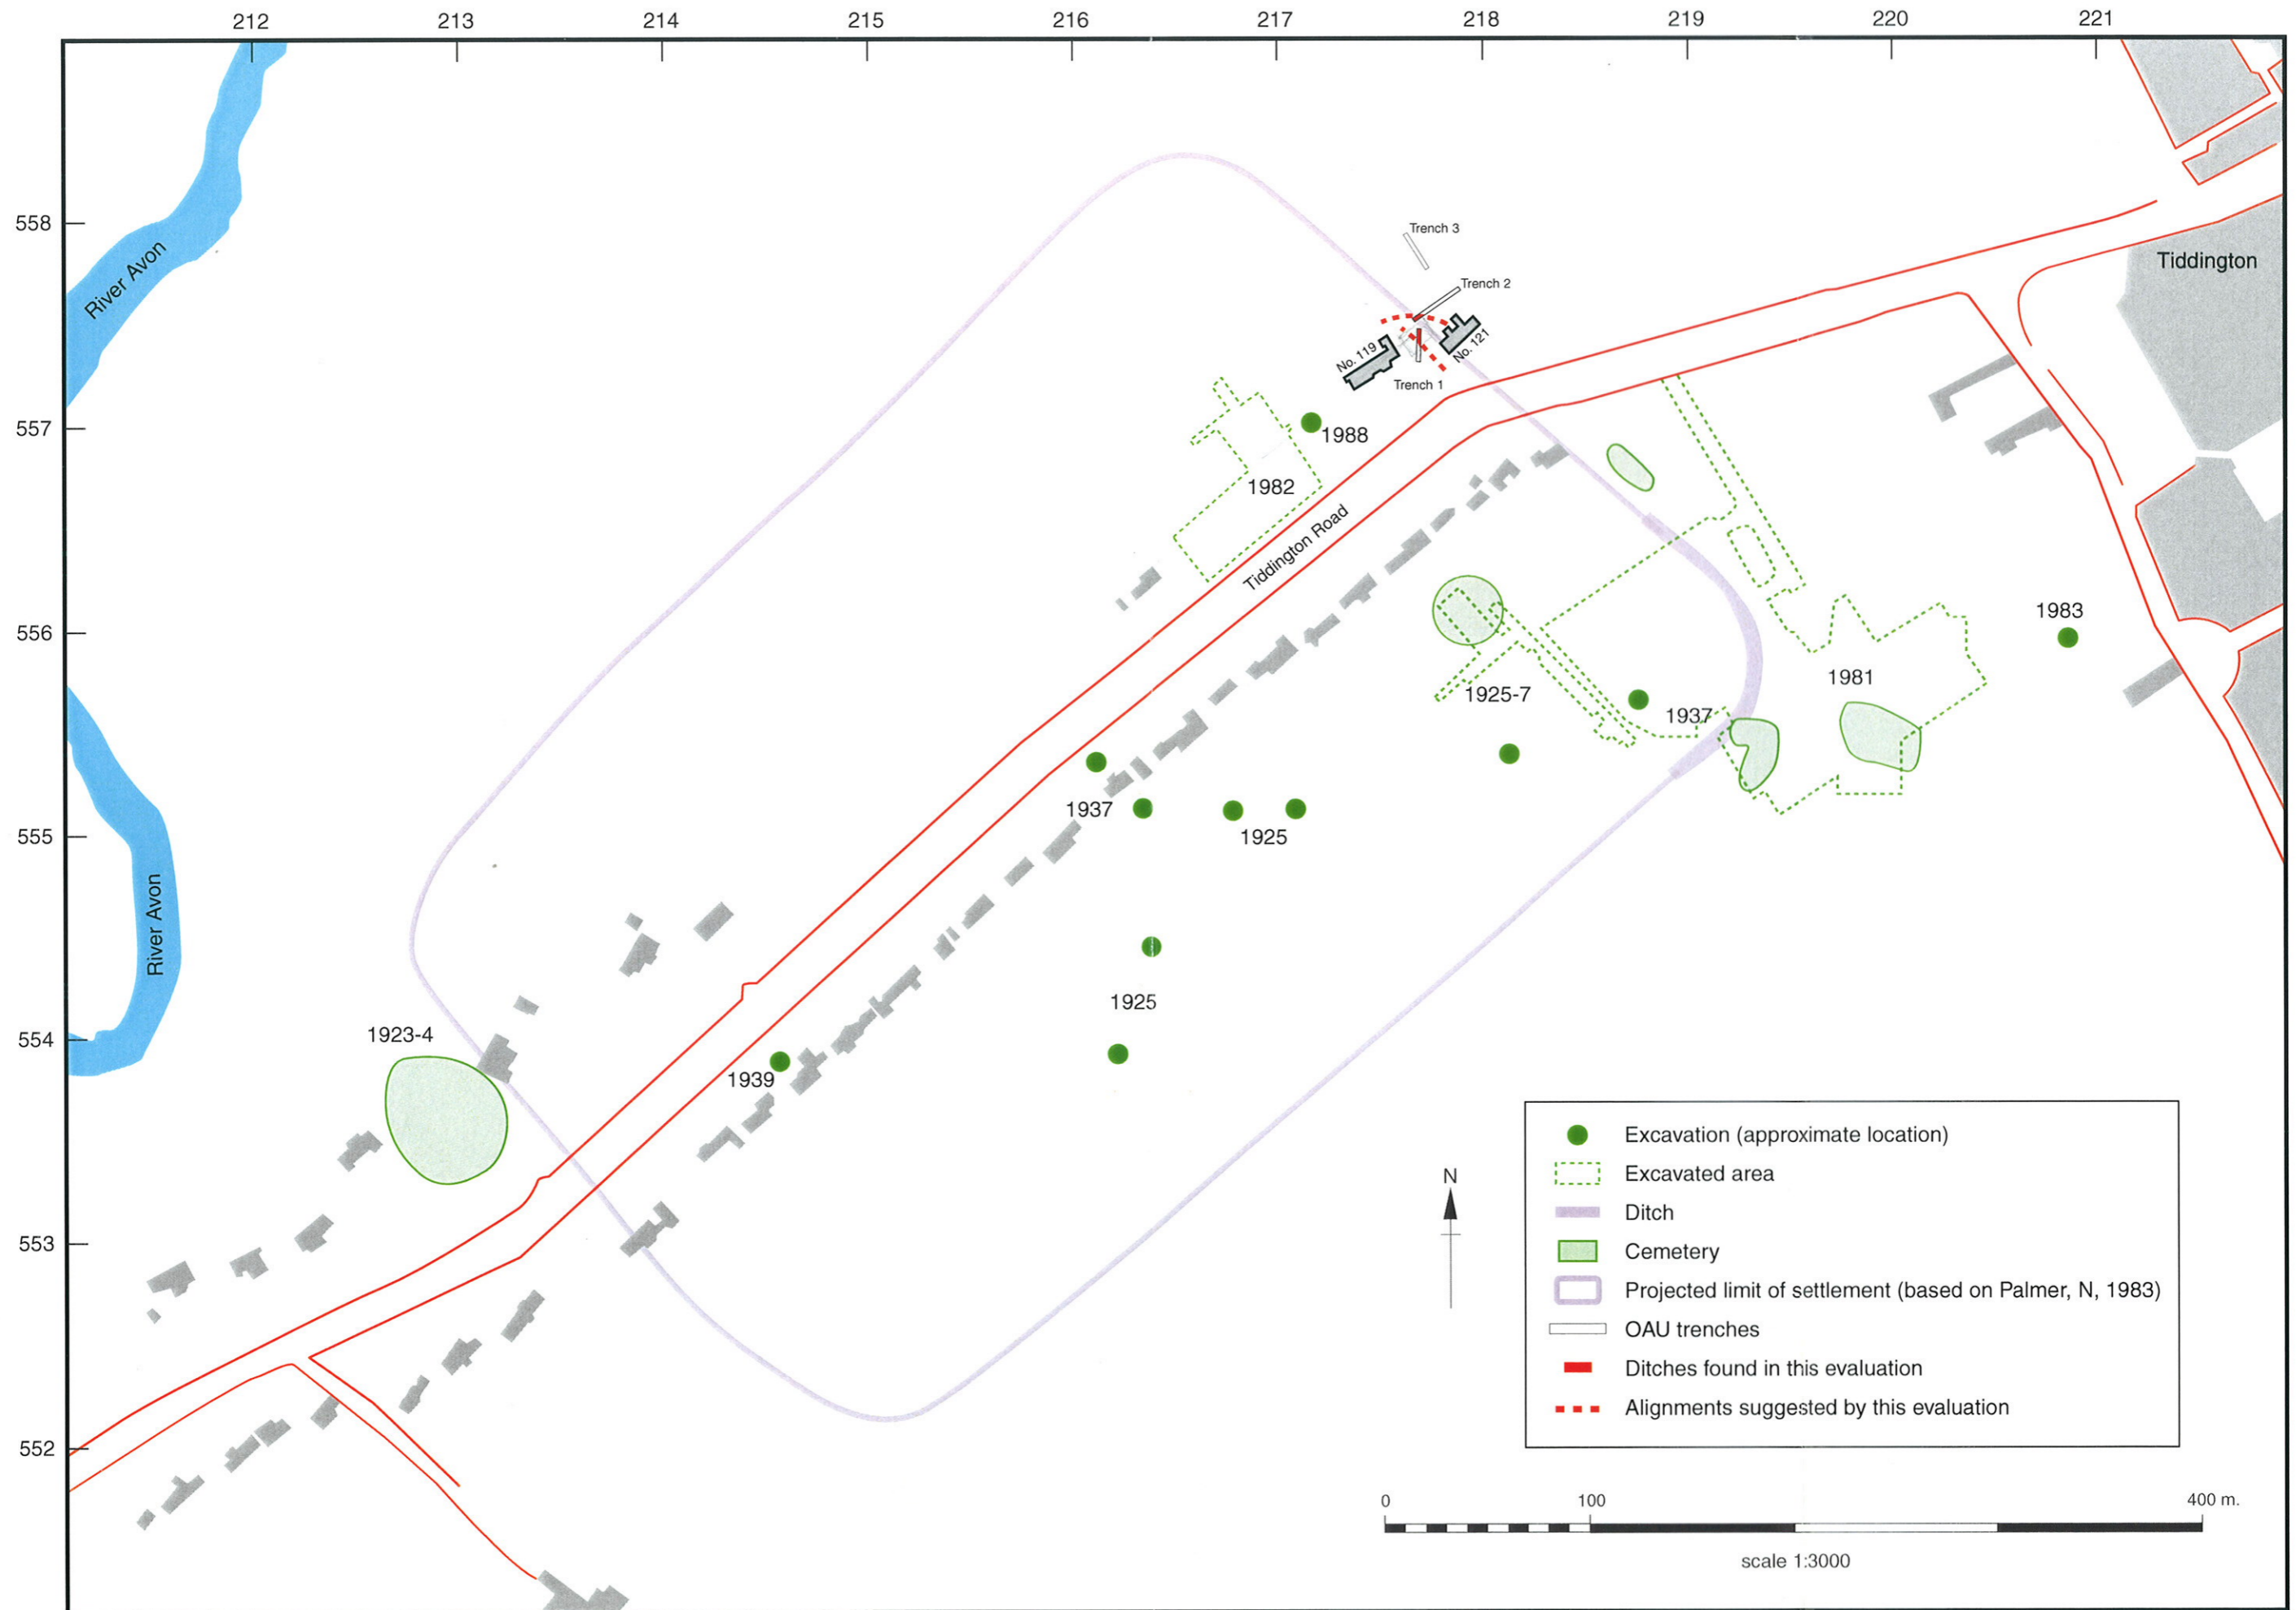 212 213 214 215 216 217 218 219 220 221
558
557
556
555
554
553
552
River Avon
River Avon
Trench 3
Trench 2
No. 119
No. 121
Trench 1
Tiddington
1988
1982
Tiddington Road
1983
1981
1925-7
1937
1937
1925
1925
1923-4
1939
N
Excavation (approximate location)
Excavated area
Ditch
Cemetery
Projected limit of settlement (based on Palmer, N, 1983)
OAU trenches
Ditches found in this evaluation
Alignments suggested by this evaluation
0 100 400 m.
scale 1:3000